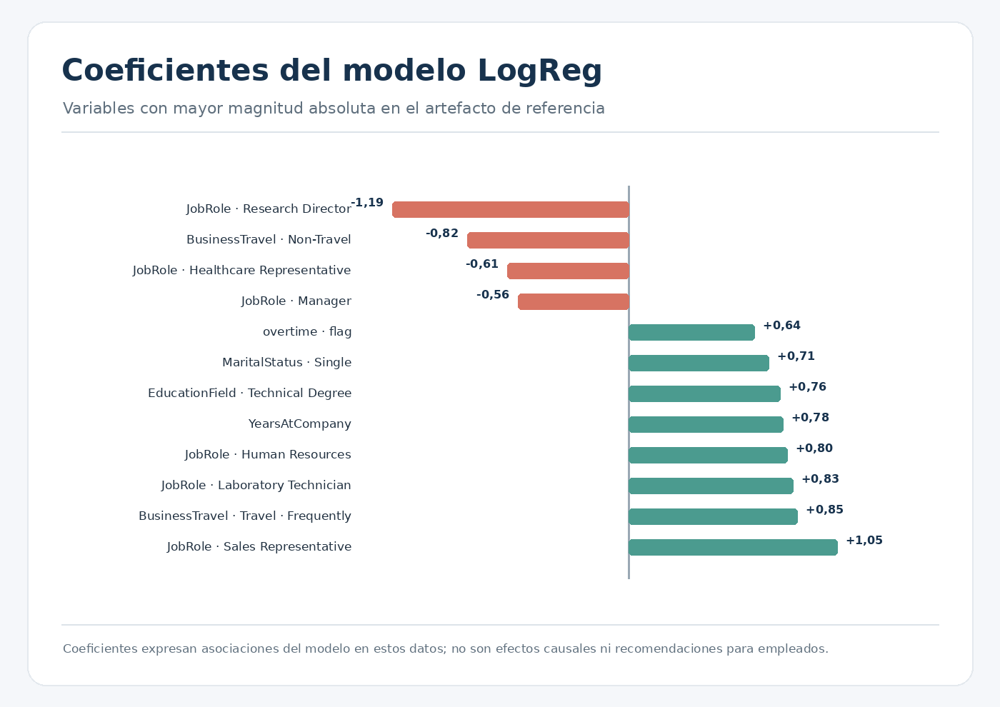 Coeficientes del modelo LogReg
Variables con mayor magnitud absoluta en el artefacto de referencia
JobRole · Research Director -1,19
BusinessTravel · Non-Travel -0,82
JobRole · Healthcare Representative -0,61
JobRole · Manager -0,56
overtime · flag +0,64
MaritalStatus · Single +0,71
EducationField · Technical Degree +0,76
YearsAtCompany +0,78
JobRole · Human Resources +0,80
JobRole · Laboratory Technician +0,83
BusinessTravel · Travel · Frequently +0,85
JobRole · Sales Representative +1,05
Coeficientes expresan asociaciones del modelo en estos datos; no son efectos causales ni recomendaciones para empleados.